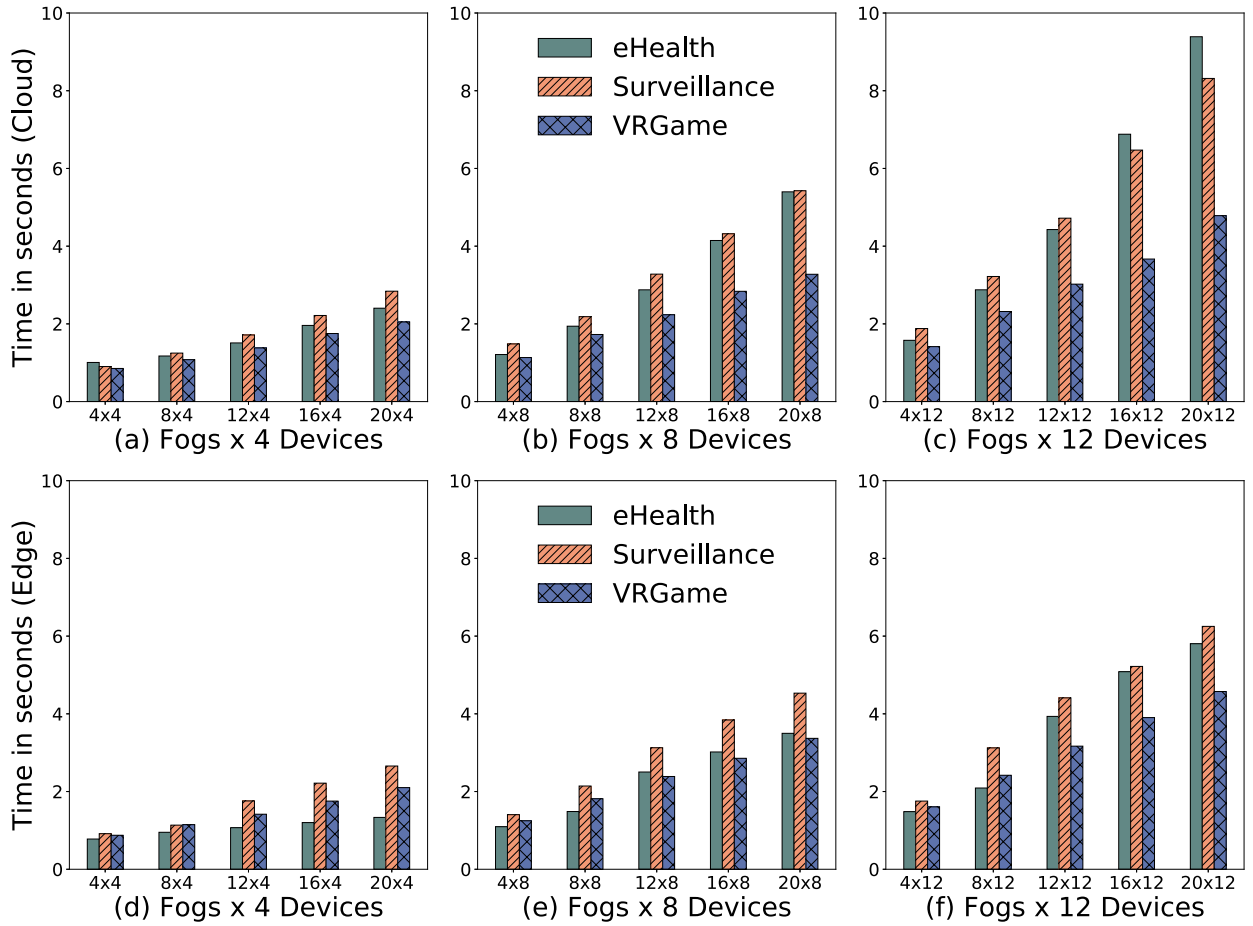 Time in seconds (Cloud)
10
8
6
4
2
0
4x4 8x4 12x4 16x4 20x4
(a) Fogs x 4 Devices
10
8
6
4
2
0
eHealth
Surveillance
VRGame
4x8 8x8 12x8 16x8 20x8
(b) Fogs x 8 Devices
10
8
6
4
2
0
4x12 8x12 12x12 16x12 20x12
(c) Fogs x 12 Devices
Time in seconds (Edge)
10
8
6
4
2
0
4x4 8x4 12x4 16x4 20x4
(d) Fogs x 4 Devices
10
8
6
4
2
0
eHealth
Surveillance
VRGame
4x8 8x8 12x8 16x8 20x8
(e) Fogs x 8 Devices
10
8
6
4
2
0
4x12 8x12 12x12 16x12 20x12
(f) Fogs x 12 Devices